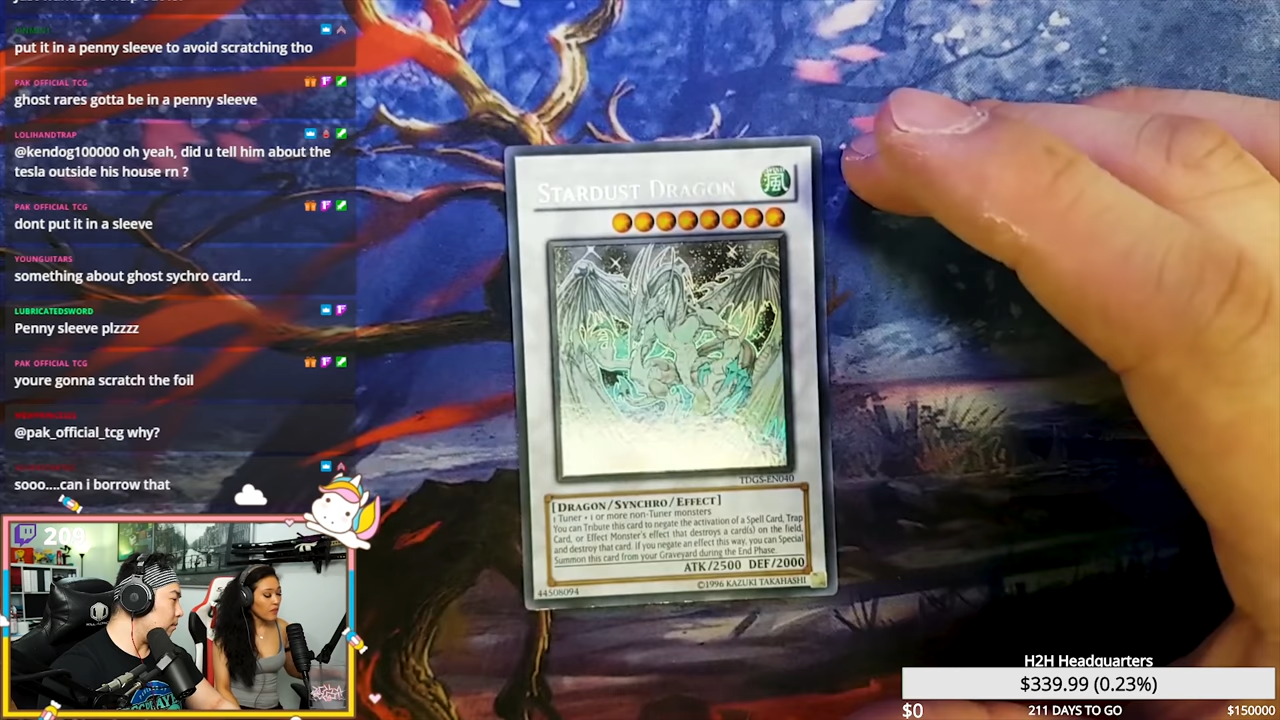 put it in a penny sleeve to avoid scratching tho
PAK OFFICIAL TCG
ghost rares gotta be in a penny sleeve
LOLIHANDTRAP
@kendog100000 oh yeah, did u tell him about the
tesla outside his house rn ?
PAK OFFICIAL TCG
dont put it in a sleeve
YOUNGUITARS
something about ghost sychro card...
LUBRICATEDSWORD
Penny sleeve plzzzz
PAK OFFICIAL TCG
youre gonna scratch the foil
@pak_official_tcg why?
sooo....can i borrow that
209
STARDUST DRAGON
風
TDGS-EN040
[DRAGON/SYNCHRO/EFFECT]
1 Tuner + 1 or more non-Tuner monsters
You can Tribute this card to negate the activation of a Spell Card, Trap
Card, or Effect Monster's effect that destroys a card(s) on the field,
and destroy that card. If you negate an effect this way, you can Special
Summon this card from your Graveyard during the End Phase.
ATK/2500 DEF/2000
44508094
©1996 KAZUKI TAKAHASHI
H2H Headquarters
$339.99 (0.23%)
$0
211 DAYS TO GO
$150000